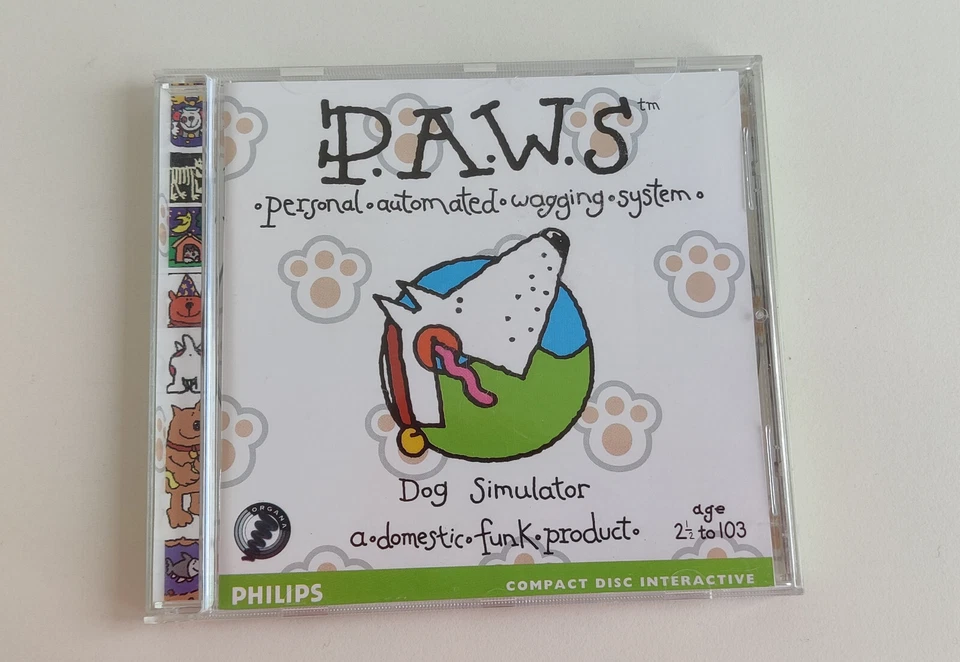 P.A.W.S™
•personal•automated•wagging•system•
Dog Simulator
ORGANA
a•domestic•funk•product•
age
2½ to 103
PHILIPS
COMPACT DISC INTERACTIVE